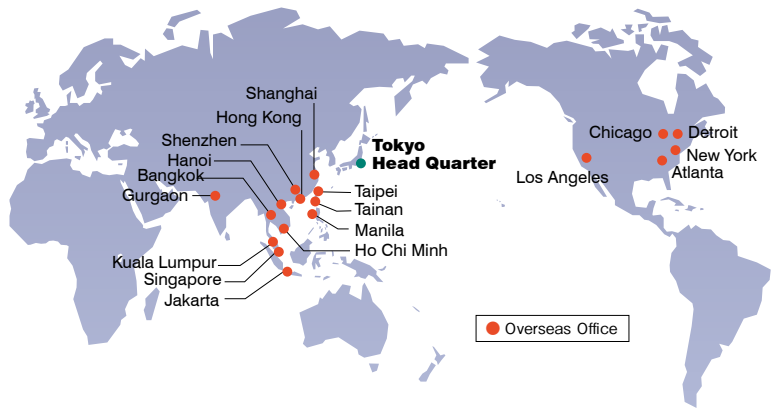 Shanghai
Hong Kong
Shenzhen
Hanoi
Bangkok
Gurgaon
Tokyo
Head Quarter
Taipei
Tainan
Manila
Ho Chi Minh
Kuala Lumpur
Singapore
Jakarta
Chicago
Detroit
New York
Atlanta
Los Angeles
Overseas Office